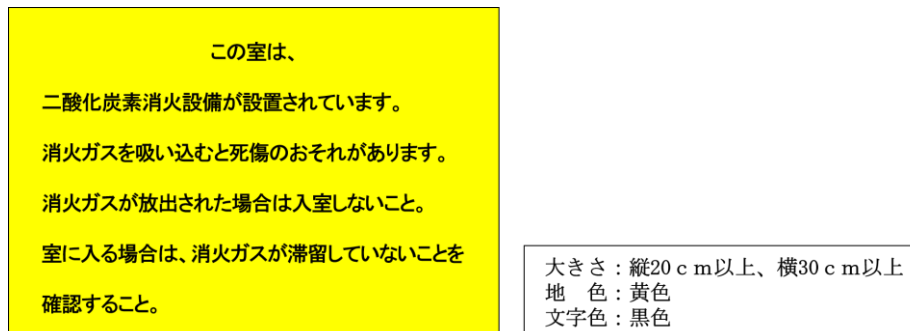 この室は、
二酸化炭素消火設備が設置されています。
消火ガスを吸い込むと死傷のおそれがあります。
消火ガスが放出された場合は入室しないこと。
室に入る場合は、消火ガスが滞留していないことを
確認すること。
大きさ：縦20ｃｍ以上、横30ｃｍ以上
地　色：黄色
文字色：黒色